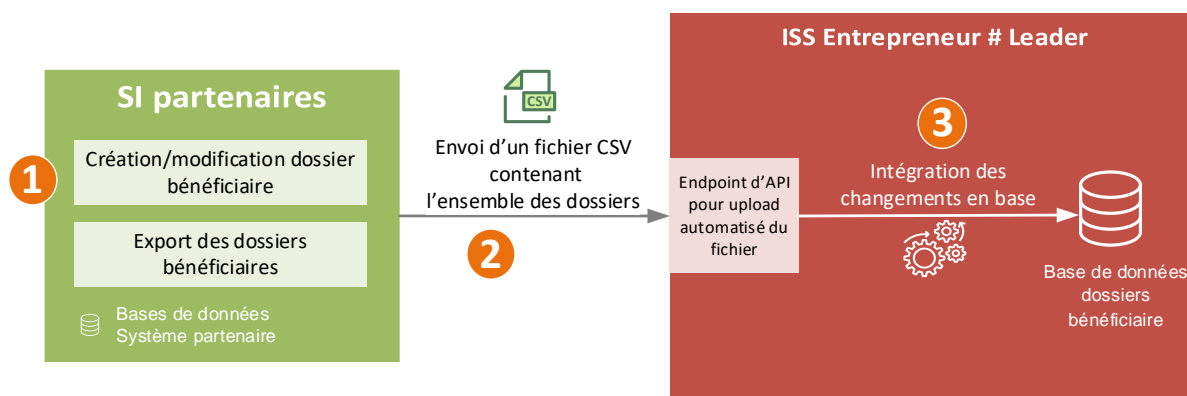 SI partenaires
1
Création/modification dossier
bénéficiaire
Export des dossiers
bénéficiaires
Bases de données
Système partenaire
CSV
Envoi d’un fichier CSV
contenant
l’ensemble des dossiers
2
ISS Entrepreneur # Leader
Endpoint d’API
pour upload
automatisé du
fichier
3
Intégration des
changements en base
Base de données
dossiers
bénéficiaire